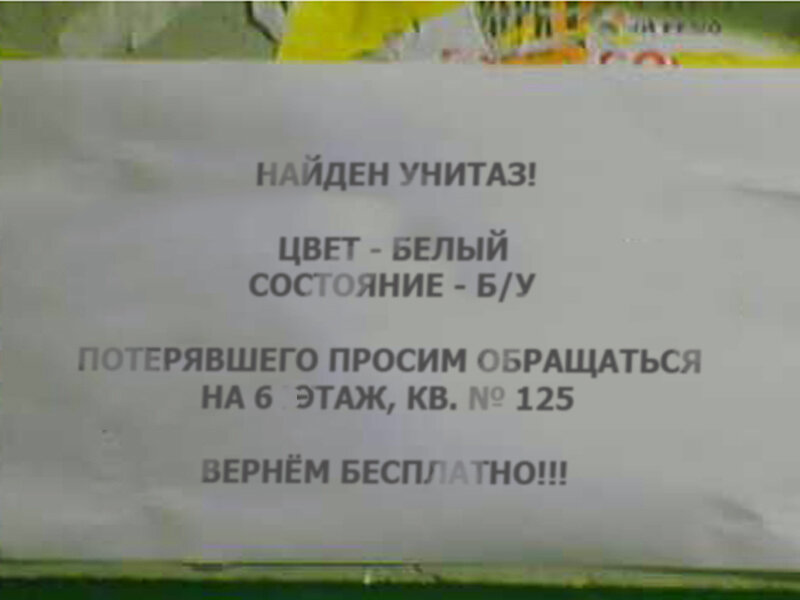 НАЙДЕН УНИТАЗ!
ЦВЕТ - БЕЛЫЙ
СОСТОЯНИЕ - Б/У
ПОТЕРЯВШЕГО ПРОСИМ ОБРАЩАТЬСЯ
НА 6 ЭТАЖ, КВ. № 125
ВЕРНЁМ БЕСПЛАТНО!!!